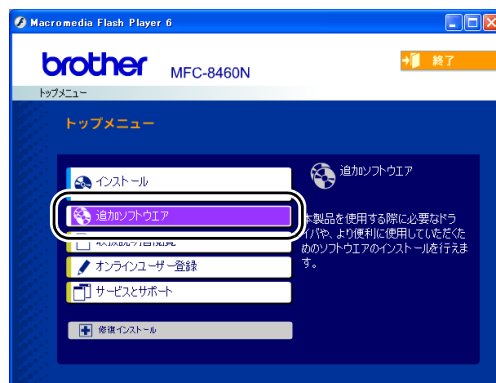 Macromedia Flash Player 6
brother MFC-8460N
終了
トップメニュー
トップメニュー
インストール
追加ソフトウエア
オンラインユーザー登録
サービスとサポート
修復インストール
追加ソフトウエア
本製品を使用する際に必要なドラ
イバや、より便利に使用していただくた
めのソフトウエアのインストールを行えま
す。